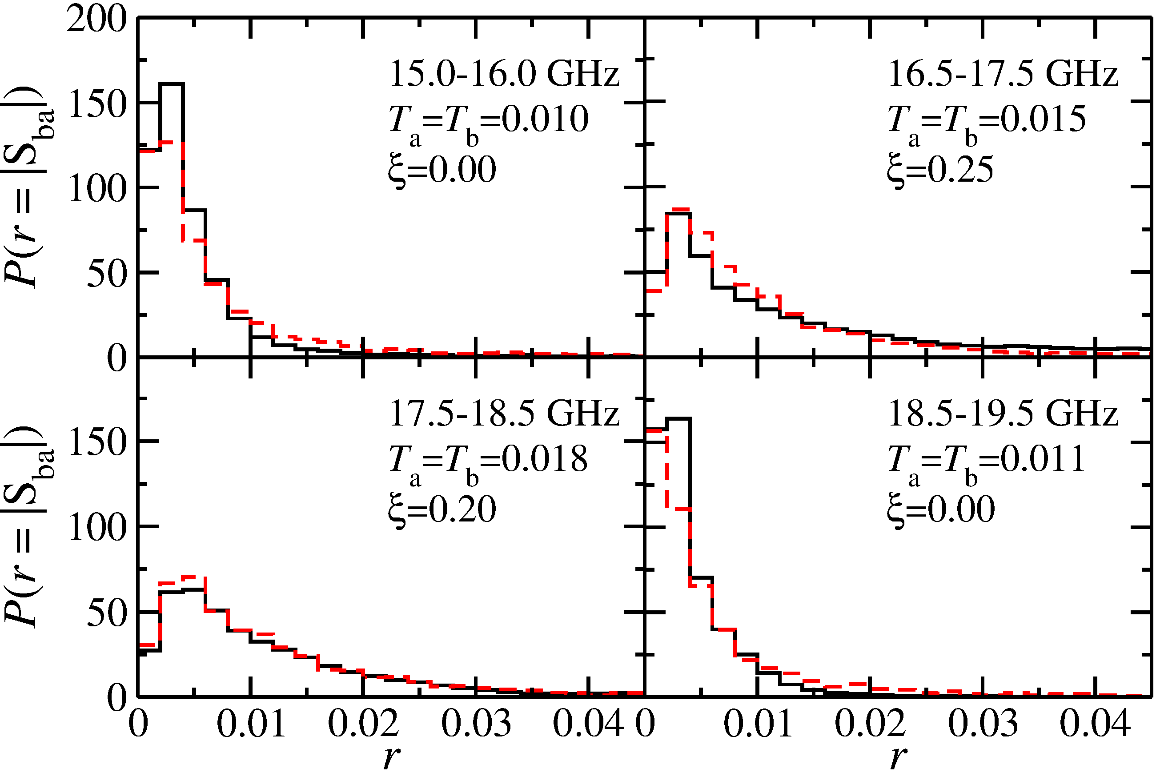 200
150
100
50
0
P(r = |S_ba|)
15.0-16.0 GHz
T_a=T_b=0.010
ξ=0.00
16.5-17.5 GHz
T_a=T_b=0.015
ξ=0.25
150
100
50
0
P(r = |S_ba|)
17.5-18.5 GHz
T_a=T_b=0.018
ξ=0.20
18.5-19.5 GHz
T_a=T_b=0.011
ξ=0.00
0 0.01 0.02 0.03 0.04
0.01 0.02 0.03 0.04
r
r